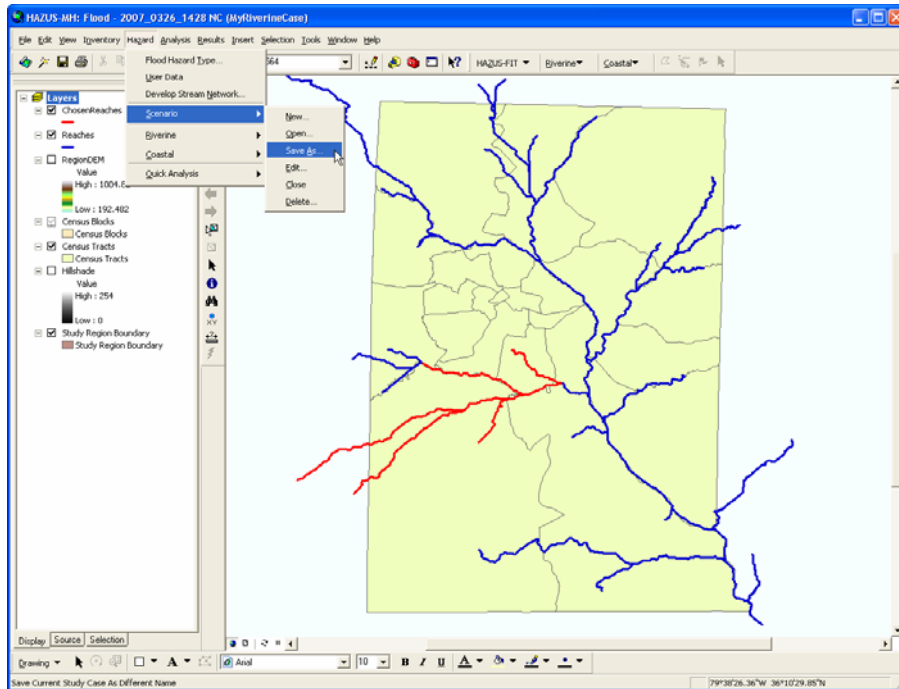 HAZUS-MH: Flood - 2007_0326_1428 NC (MyRiverineCase)
File Edit View Inventory Hazard Analysis Results Insert Selection Tools Window Help
HAZUS-FIT Riverine Coastal
Flood Hazard Type...
User Data
Develop Stream Network...
Scenario
Riverine
Coastal
Quick Analysis
New...
Open...
Save As...
Edit...
Close
Delete...
Layers
ChosenReaches
Reaches
RegionDEM
Value
Low : 192.482
Census Blocks
Census Blocks
Census Tracts
Census Tracts
Hillshade
Value
High : 254
Low : 0
Study Region Boundary
Study Region Boundary
XY
Display Source Selection
Drawing A Arial 10 B I U A
Save Current Study Case As Different Name
79°38'26.36"W 36°10'29.85"N